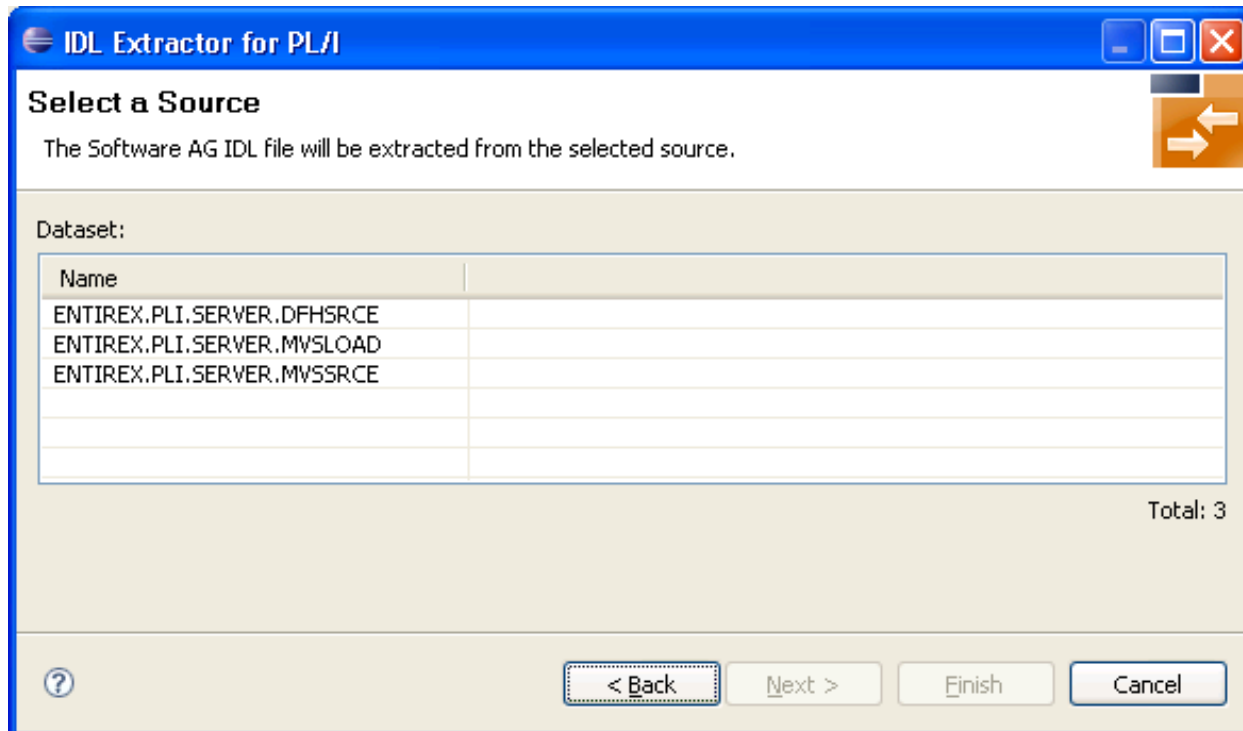 IDL Extractor for PL/I
Select a Source
The Software AG IDL file will be extracted from the selected source.
Dataset:
Name
ENTIREX.PLI.SERVER.DFHSRCE
ENTIREX.PLI.SERVER.MVSLOAD
ENTIREX.PLI.SERVER.MVSSRCE
Total: 3
? < Back Next > Finish Cancel